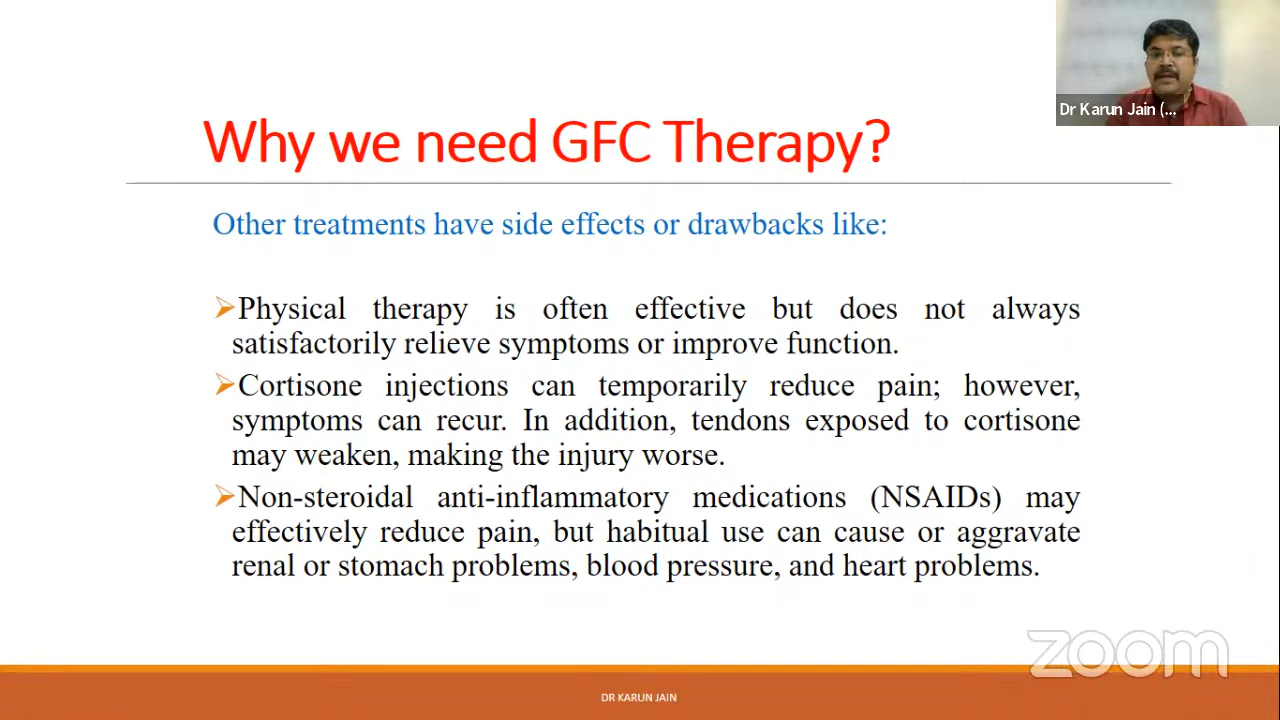 Dr Karun Jain (...
Why we need GFC Therapy?
Other treatments have side effects or drawbacks like:
Physical therapy is often effective but does not always
satisfactorily relieve symptoms or improve function.
Cortisone injections can temporarily reduce pain; however,
symptoms can recur. In addition, tendons exposed to cortisone
may weaken, making the injury worse.
Non-steroidal anti-inflammatory medications (NSAIDs) may
effectively reduce pain, but habitual use can cause or aggravate
renal or stomach problems, blood pressure, and heart problems.
zoom
DR KARUN JAIN